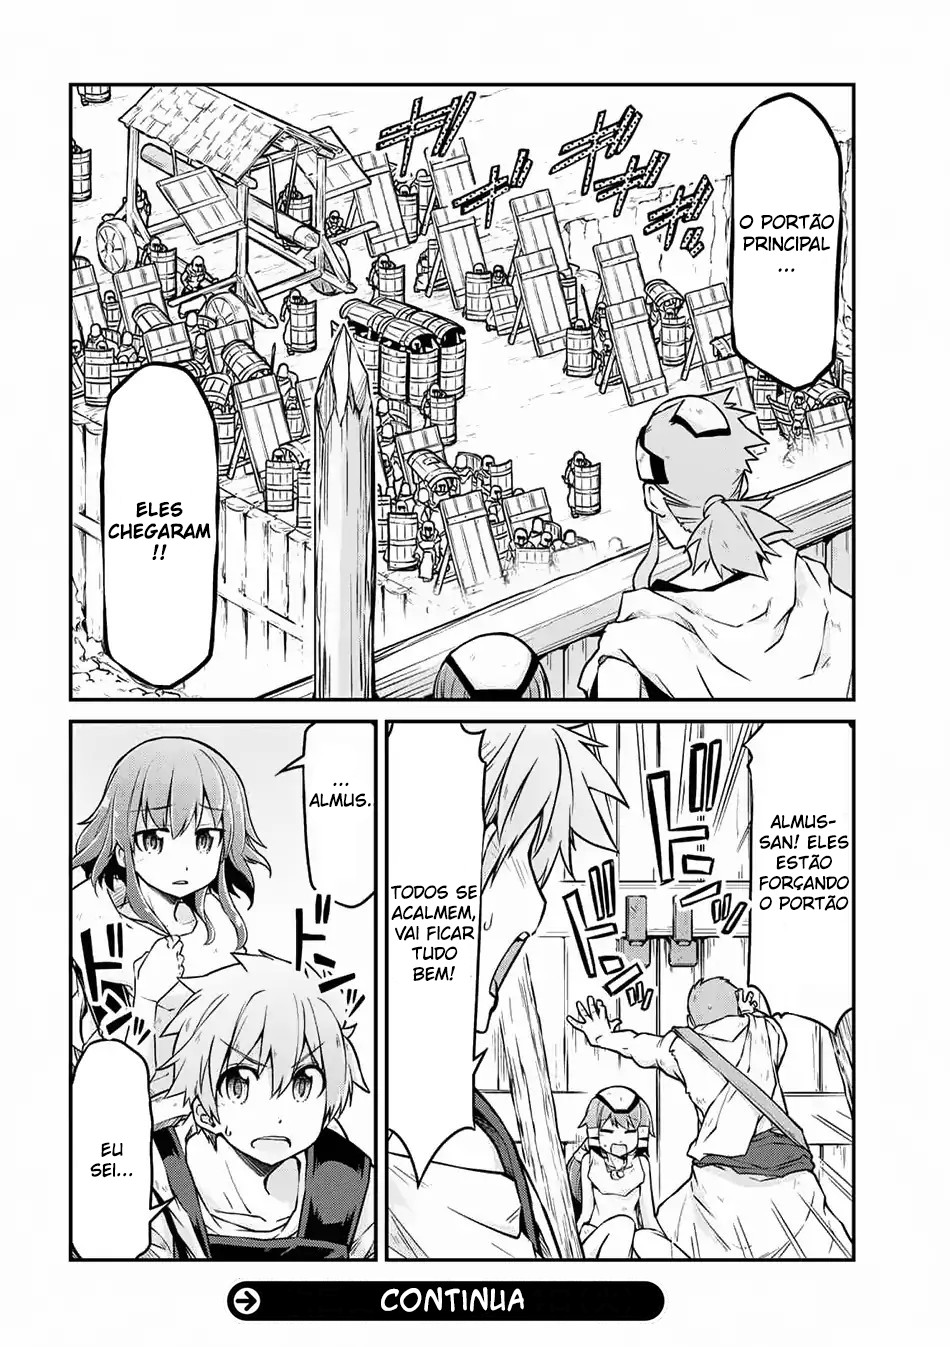 O PORTÃO
PRINCIPAL
...
ELES
CHEGARAM
!!
ALMUS-
SAN! ELES
ESTÃO
FORÇANDO
O PORTÃO
TODOS SE
ACALMEM,
VAI FICAR
TUDO
BEM!
...
ALMUS.
EU
SEI...
CONTINUA